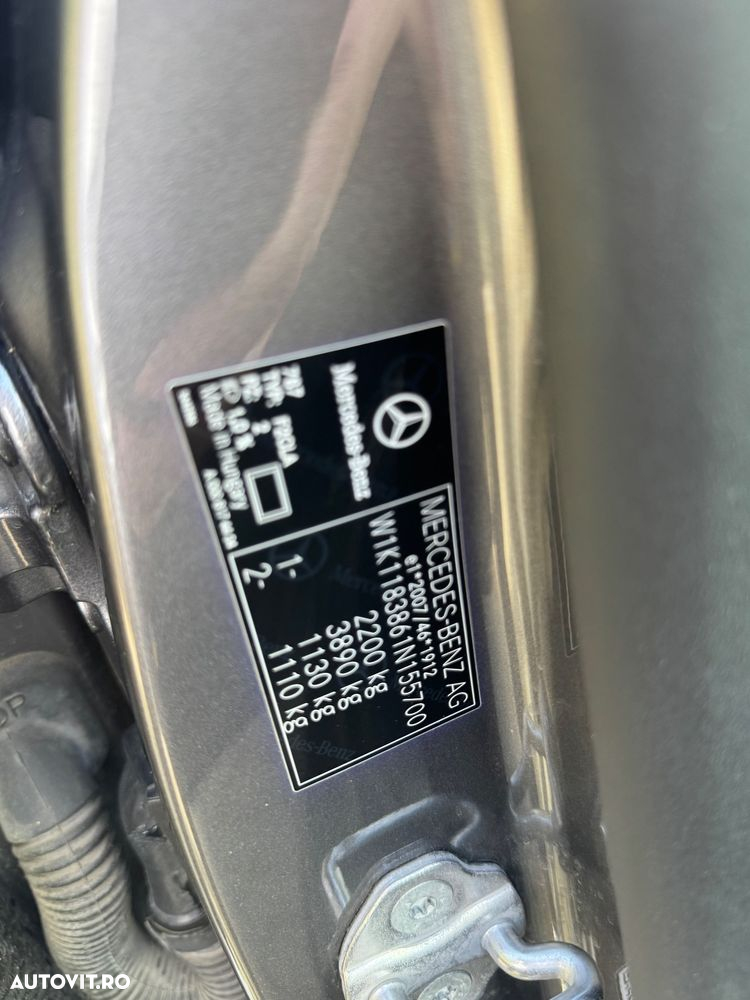 MERCEDES-BENZ AG
e1*2007/46*1912
W1K1183861N155700
2200 kg
3890 kg
1- 1130 kg
2- 1110 kg
Mercedes-Benz
787
Made in Hungary
AUTOVIT.RO